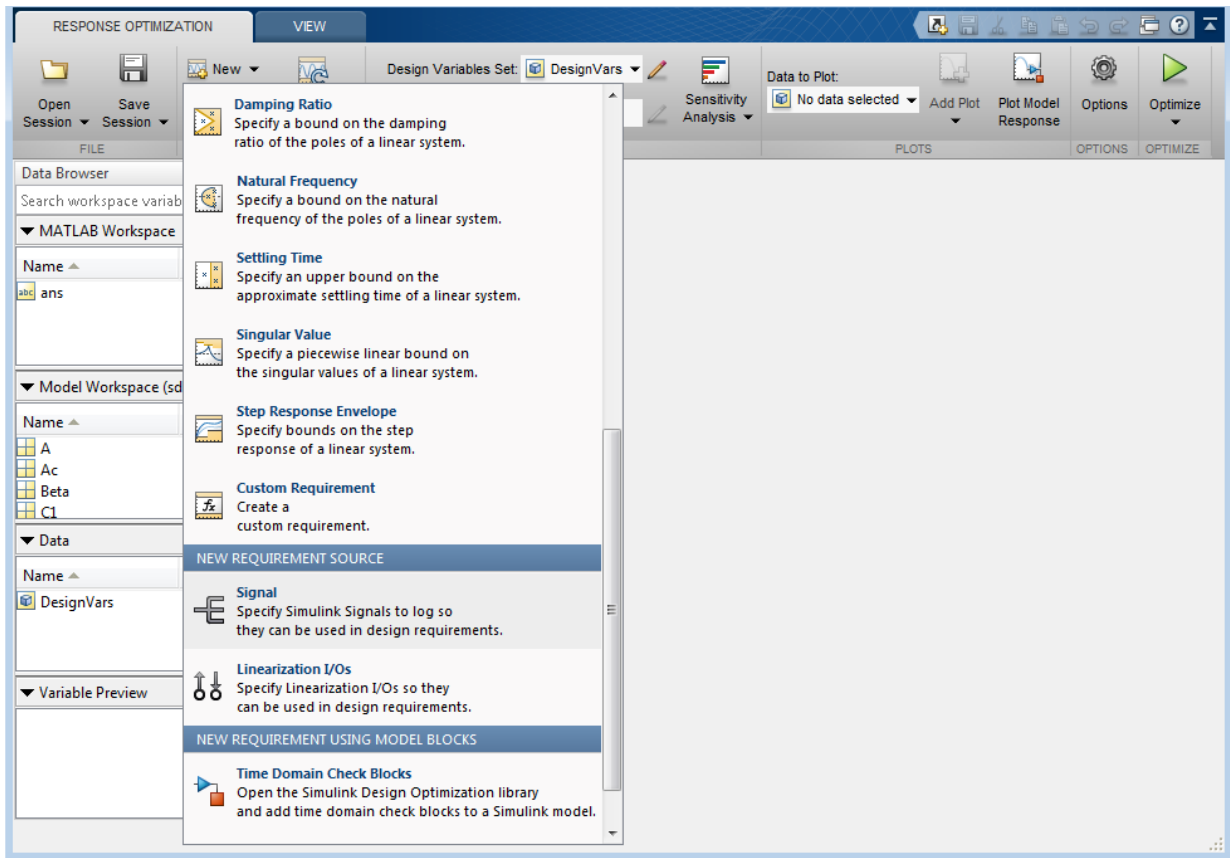 RESPONSE OPTIMIZATION
VIEW
New
Design Variables Set:
DesignVars
Open
Session
Save
Session
Sensitivity
Analysis
Data to Plot:
No data selected
Add Plot
Plot Model
Response
Options
Optimize
FILE
PLOTS
OPTIONS
OPTIMIZE
Data Browser
Search workspace variab
MATLAB Workspace
Name
abc ans
Model Workspace (sd
Name
A
Ac
Beta
C1
Data
Name
DesignVars
Variable Preview
Damping Ratio
Specify a bound on the damping
ratio of the poles of a linear system.
Natural Frequency
Specify a bound on the natural
frequency of the poles of a linear system.
Settling Time
Specify an upper bound on the
approximate settling time of a linear system.
Singular Value
Specify a piecewise linear bound on
the singular values of a linear system.
Step Response Envelope
Specify bounds on the step
response of a linear system.
fx
Custom Requirement
Create a
custom requirement.
NEW REQUIREMENT SOURCE
Signal
Specify Simulink Signals to log so
they can be used in design requirements.
Linearization I/Os
Specify Linearization I/Os so they
can be used in design requirements.
NEW REQUIREMENT USING MODEL BLOCKS
Time Domain Check Blocks
Open the Simulink Design Optimization library
and add time domain check blocks to a Simulink model.